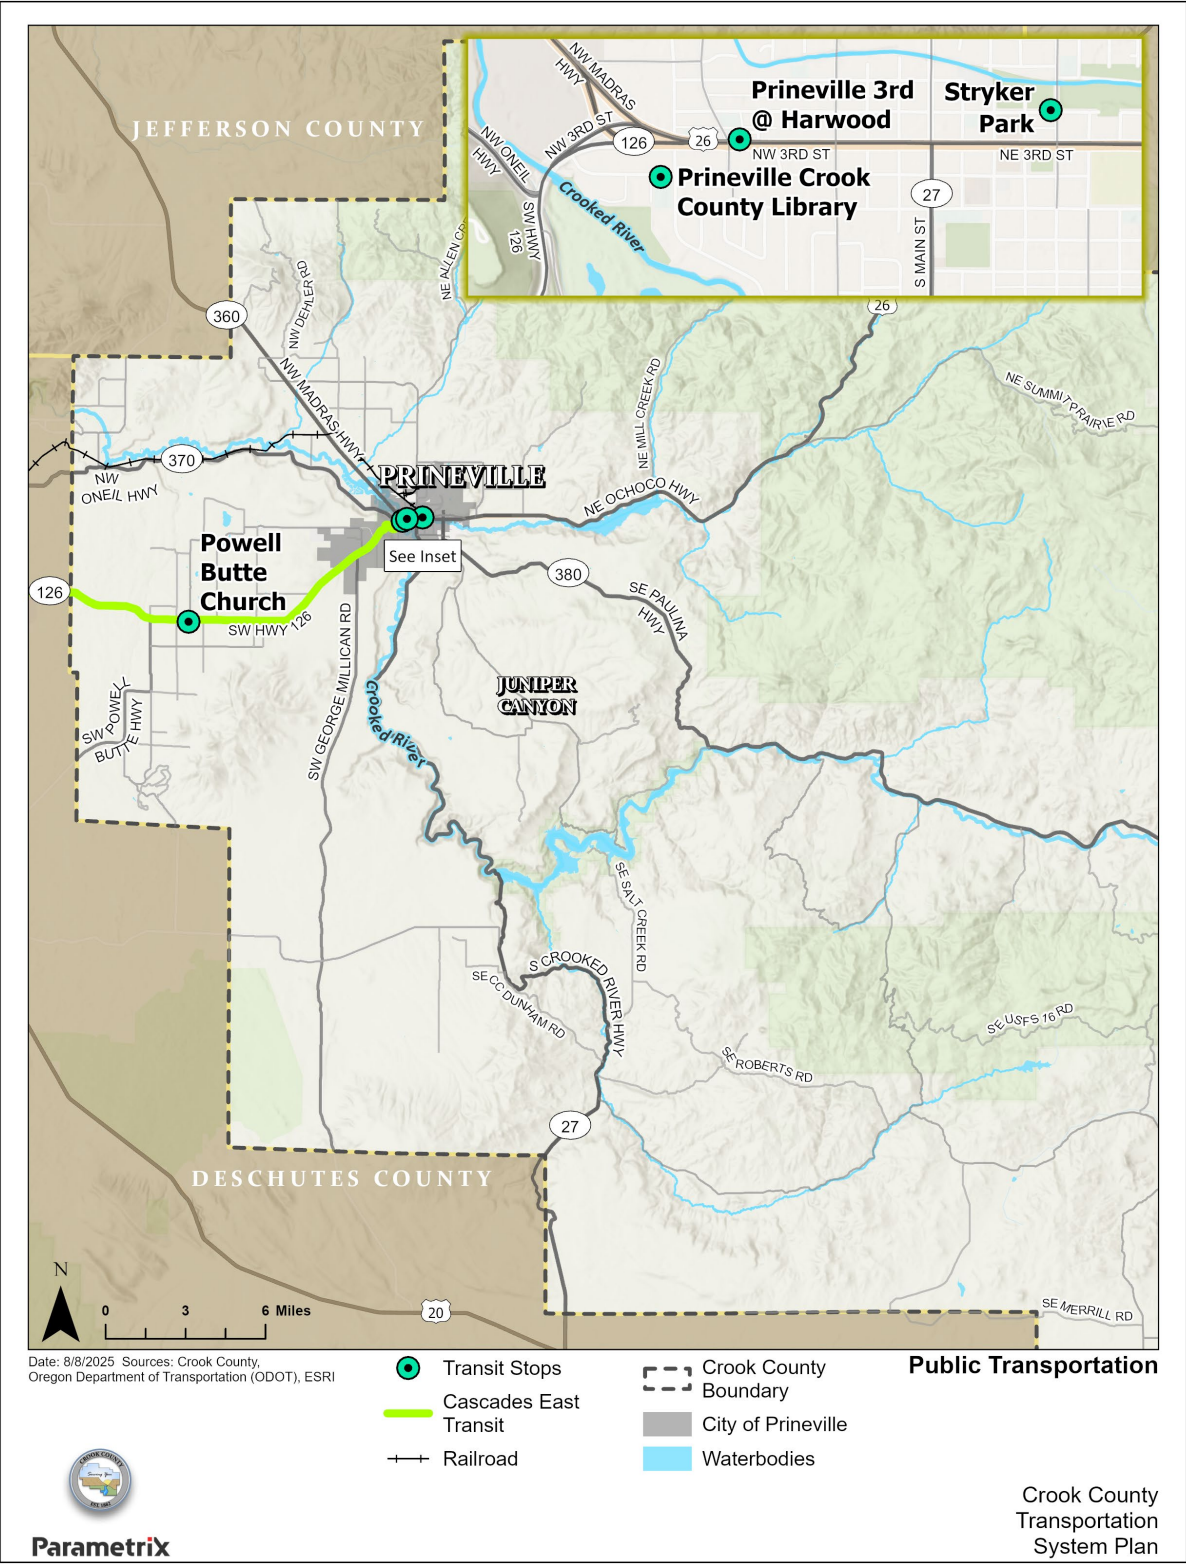 JEFFERSON COUNTY
NW MADRAS
HWY
Prineville 3rd
@ Harwood
Stryker
Park
NW 3RD ST
126
26
NW 3RD ST
NE 3RD ST
NW ONEIL
HWY
Prineville Crook
County Library
27
Crooked River
SW HWY
126
S MAIN ST
NE ALLEN CR
NW DEHLER RD
360
26
NW MADRAS HWY
NE MILL CREEK RD
NE SUMMIT PRAIRIE RD
370
NW
ONEIL HWY
PRINEVILLE
NE OCHOCO HWY
See Inset
Powell
Butte
Church
126
SW HWY 126
380
SE PAULINA
HWY
SW GEORGE MILLICAN RD
JUNIPER
CANYON
SW POWELL
BUTTE HWY
Crooked River
SE SALT CREEK RD
S CROOKED RIVER HWY
SE CC DUNHAM RD
SE USFS 16 RD
SE ROBERTS RD
27
DESCHUTES COUNTY
N
0 3 6 Miles
20
SE MERRILL RD
Date: 8/8/2025 Sources: Crook County,
Oregon Department of Transportation (ODOT), ESRI
Transit Stops
Cascades East
Transit
Railroad
Crook County
Boundary
City of Prineville
Waterbodies
Public Transportation
CROOK COUNTY
Parametrix
Crook County
Transportation
System Plan